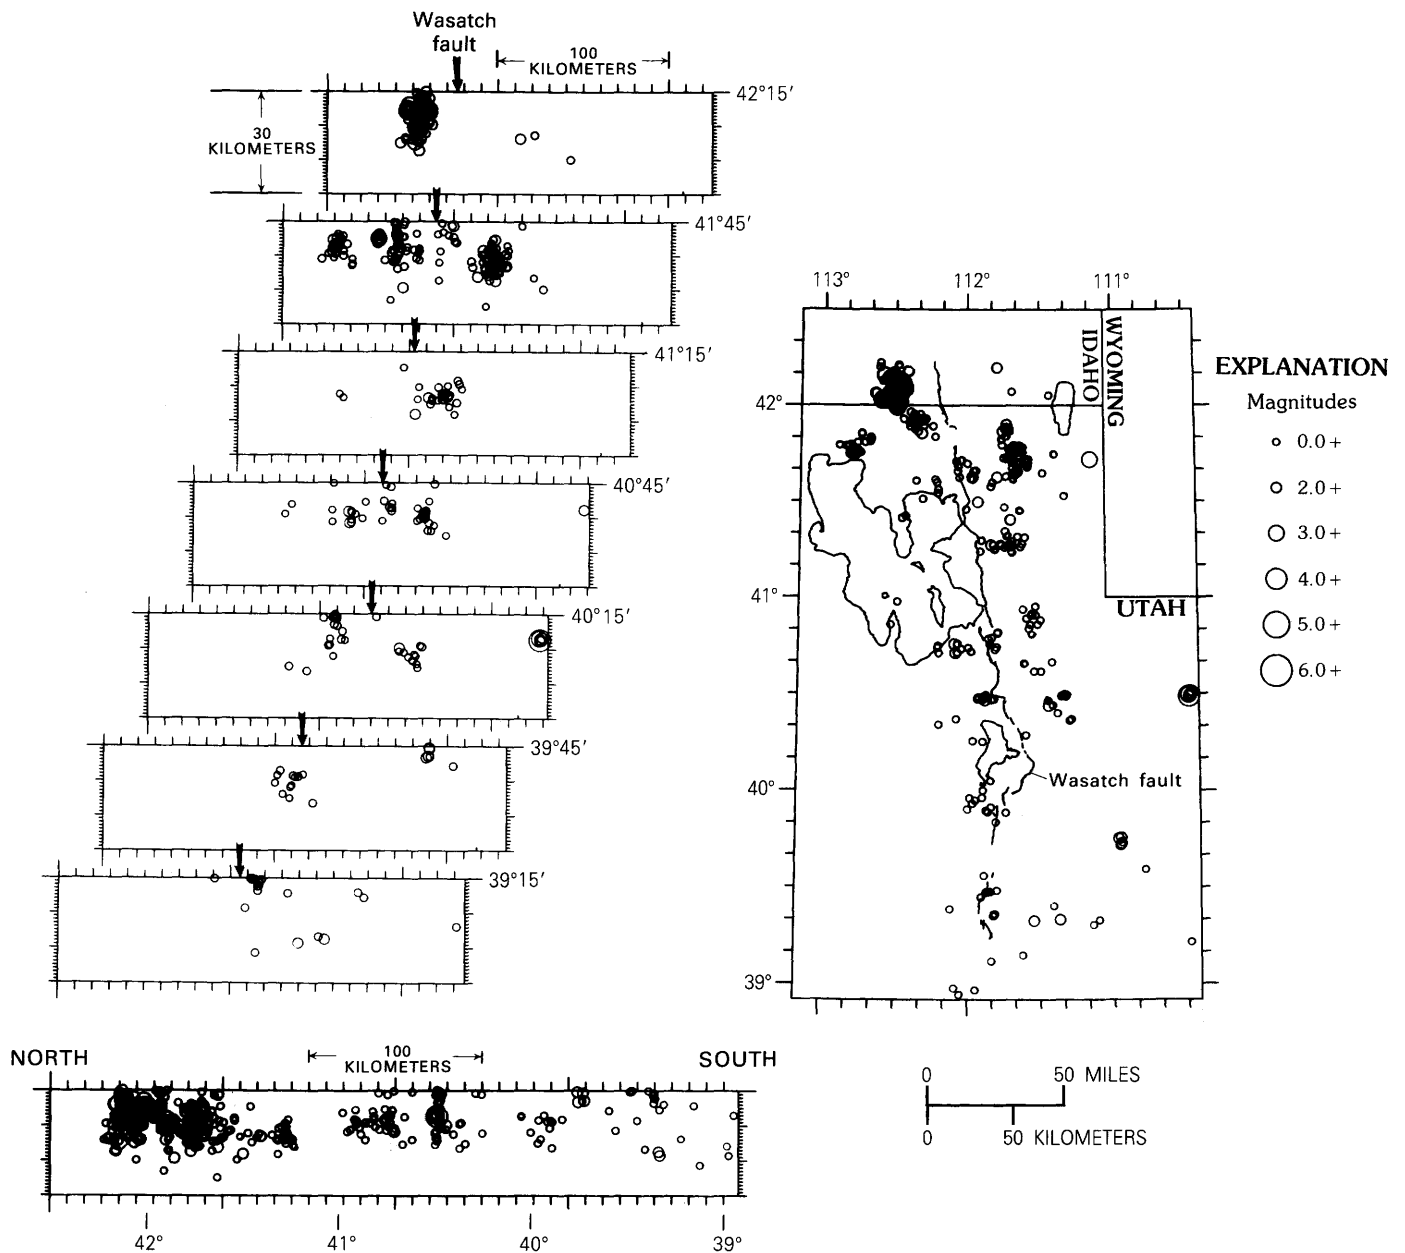 Wasatch
fault
100
KILOMETERS
42°15′
30
KILOMETERS
41°45′
41°15′
40°45′
40°15′
39°45′
39°15′
113°
112°
111°
IDAHO
WYOMING
42°
41°
UTAH
40°
Wasatch fault
39°
EXPLANATION
Magnitudes
0.0+
2.0+
3.0+
4.0+
5.0+
6.0+
NORTH
100
KILOMETERS
SOUTH
42°
41°
40°
39°
0
50 MILES
0
50 KILOMETERS